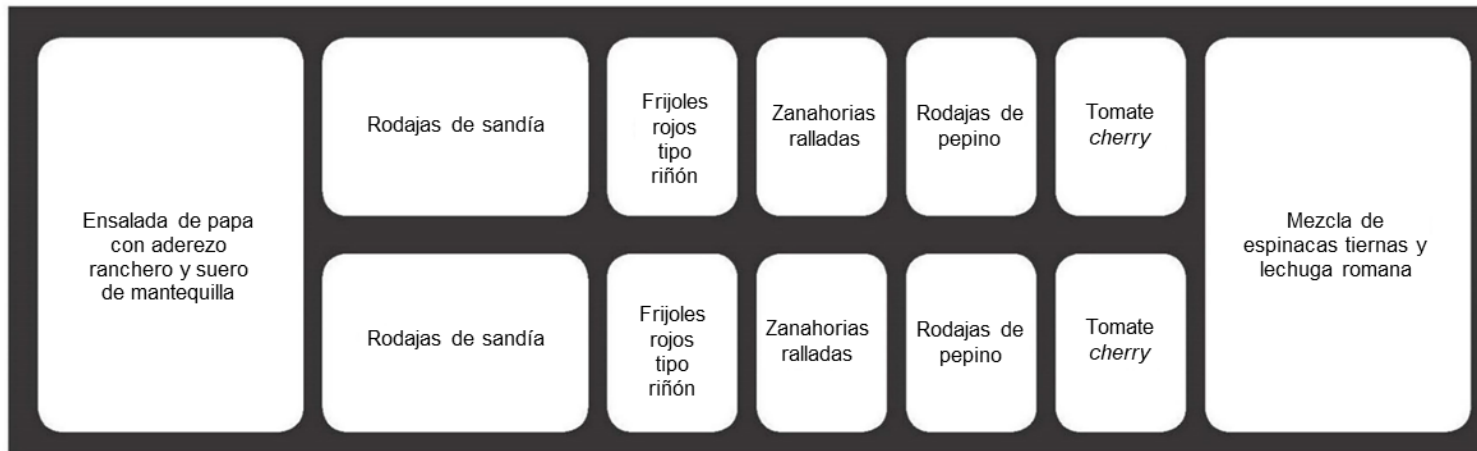 Ensalada de papa
con aderezo
ranchero y suero
de mantequilla
Rodajas de sandía
Frijoles
rojos
tipo
riñón
Zanahorias
ralladas
Rodajas de
pepino
Tomate
cherry
Rodajas de sandía
Frijoles
rojos
tipo
riñón
Zanahorias
ralladas
Rodajas de
pepino
Tomate
cherry
Mezcla de
espinacas tiernas y
lechuga romana